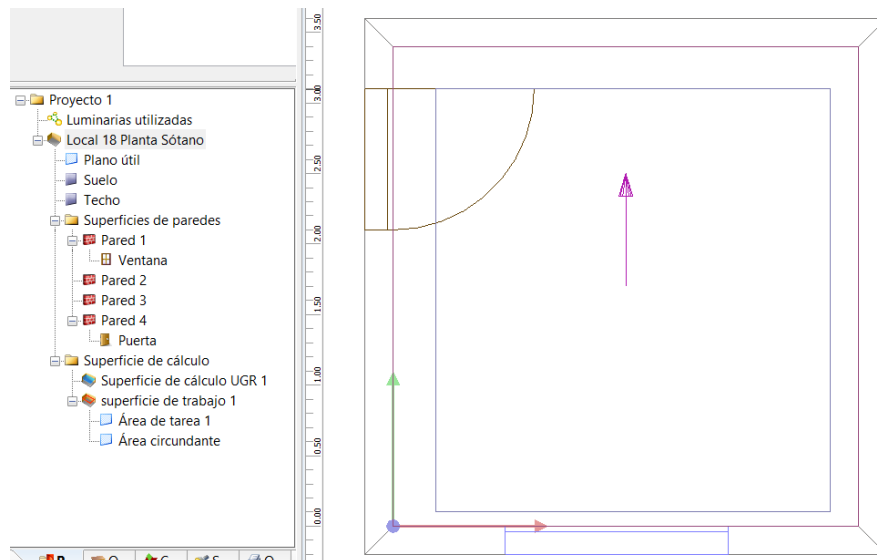 Proyecto 1
Luminarias utilizadas
Local 18 Planta Sótano
Plano útil
Suelo
Techo
Superficies de paredes
Pared 1
Ventana
Pared 2
Pared 3
Pared 4
Puerta
Superficie de cálculo
Superficie de cálculo UGR 1
superficie de trabajo 1
Área de tarea 1
Área circundante
3.50
3.00
2.50
2.00
1.50
1.00
0.50
0.00